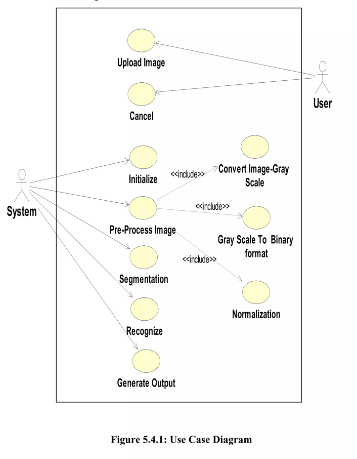 Upload Image
User
Cancel
Initialize
<<include>>
Convert Image-Gray
Scale
System
Pre-Process Image
<<include>>
Gray Scale To Binary
format
<<include>>
Segmentation
Normalization
Recognize
Generate Output
Figure 5.4.1: Use Case Diagram